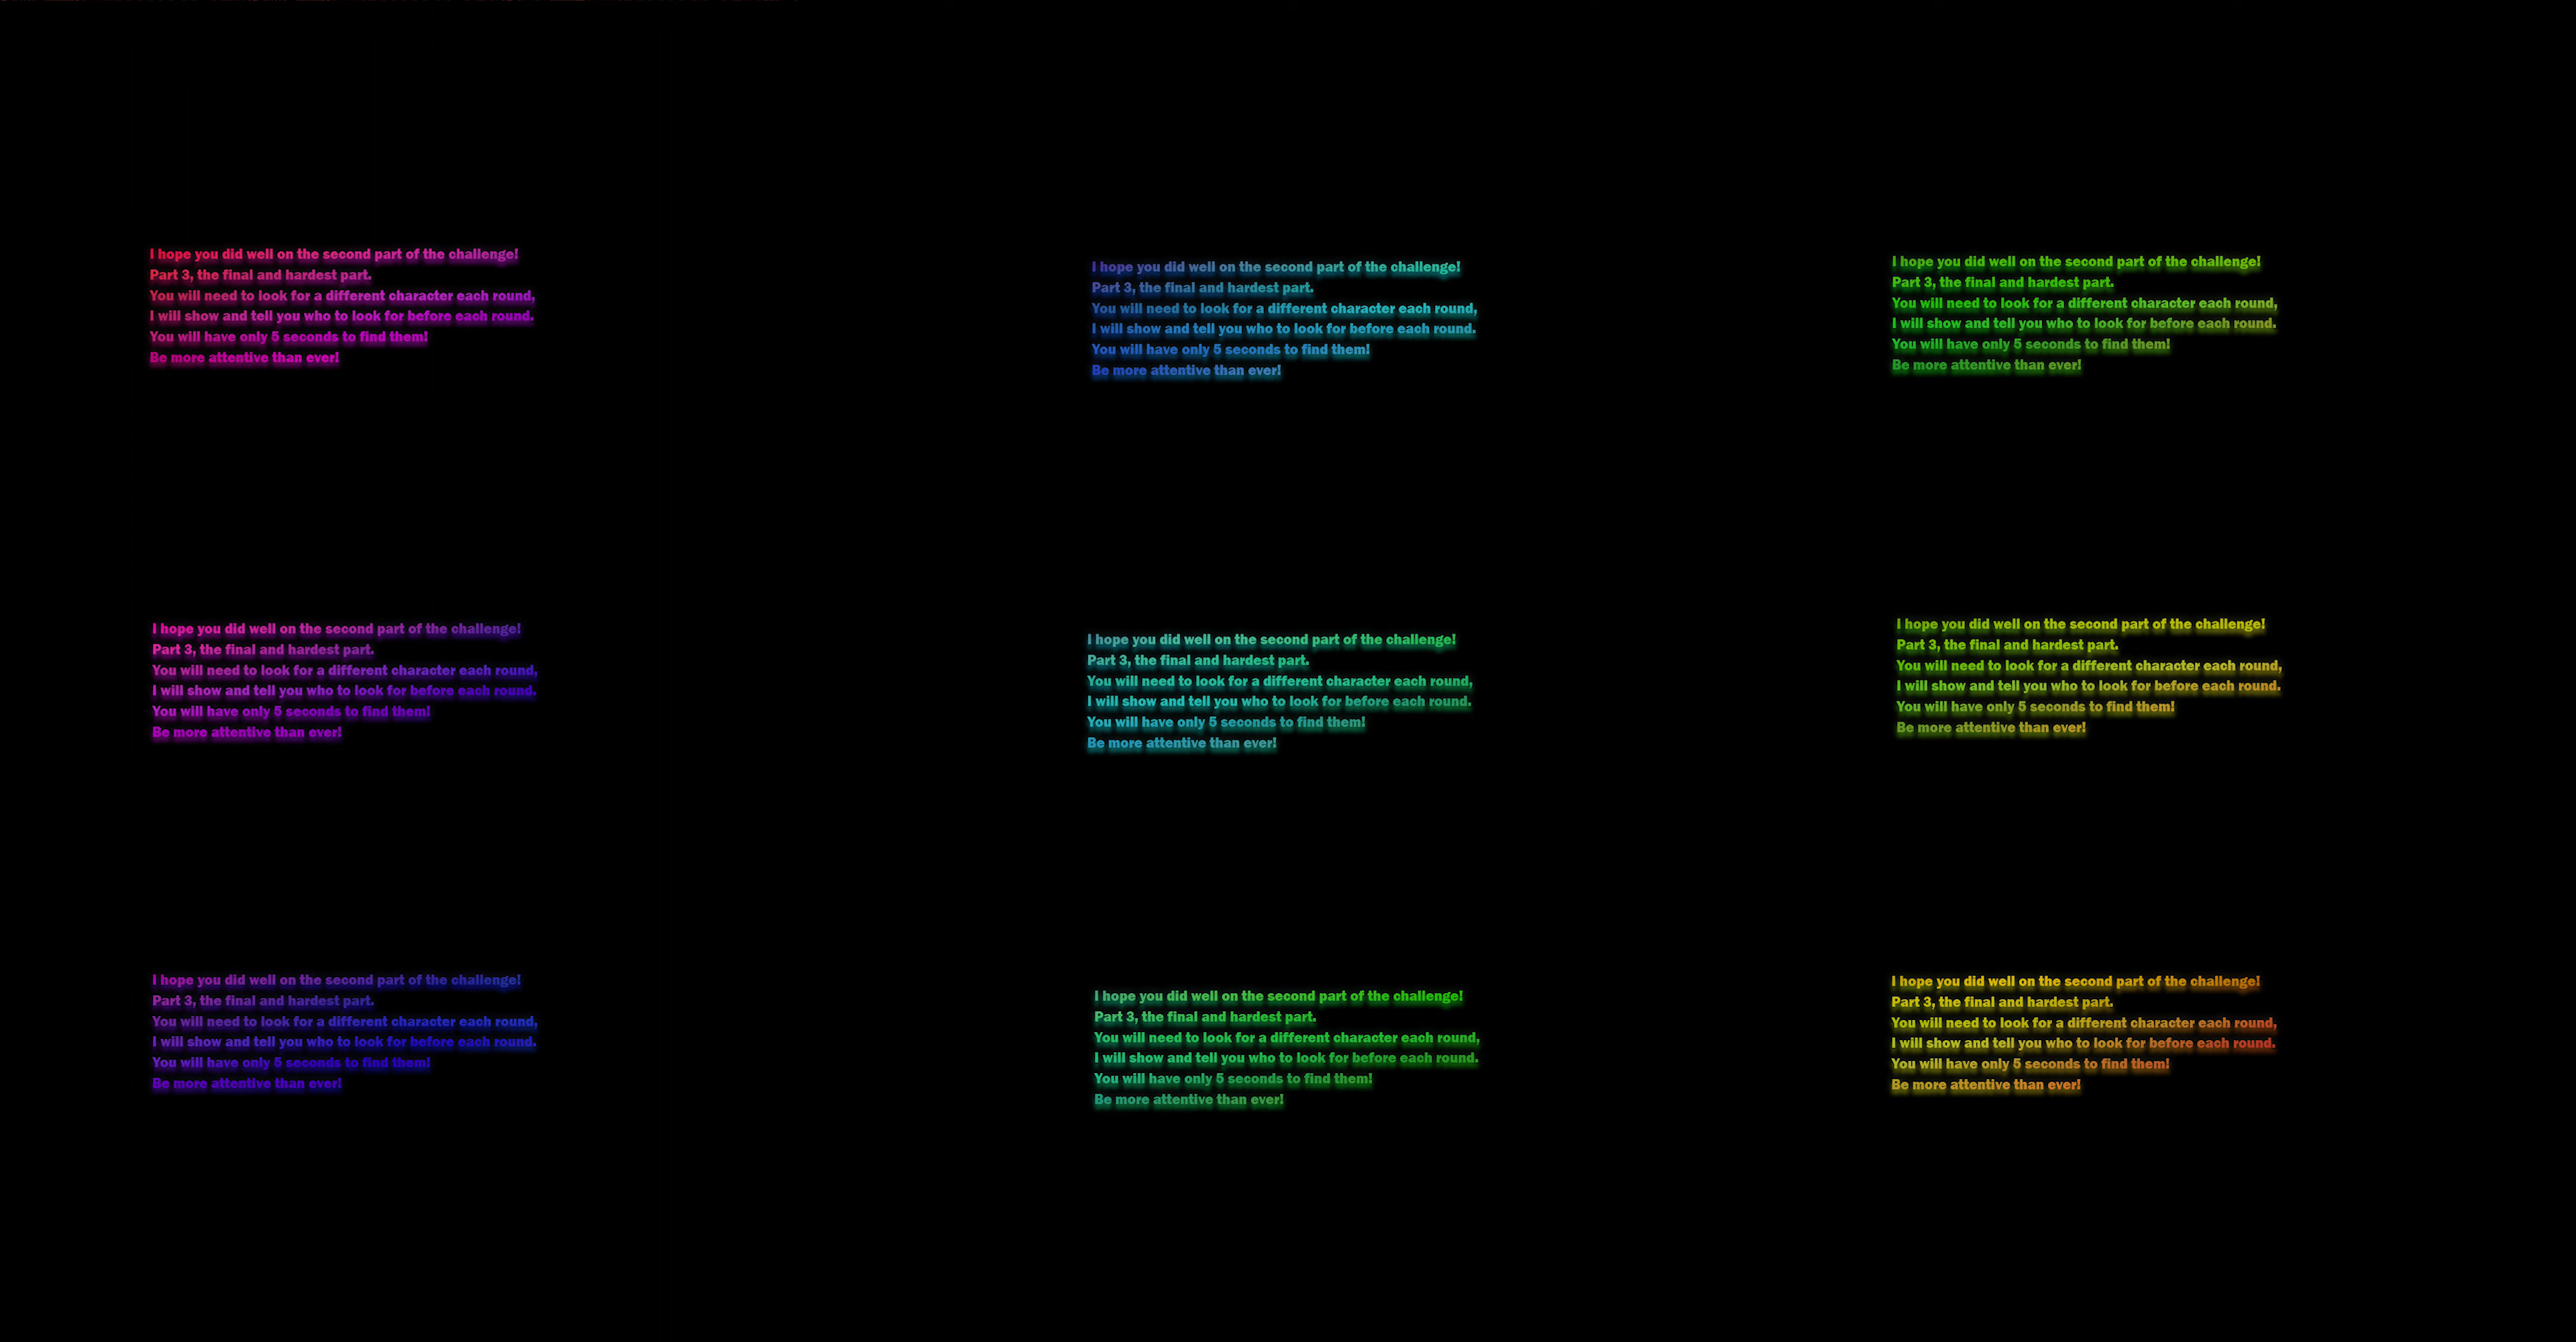 I hope you did well on the second part of the challenge!
Part 3, the final and hardest part.
You will need to look for a different character each round,
I will show and tell you who to look for before each round.
You will have only 5 seconds to find them!
Be more attentive than ever!
I hope you did well on the second part of the challenge!
Part 3, the final and hardest part.
You will need to look for a different character each round,
I will show and tell you who to look for before each round.
You will have only 5 seconds to find them!
Be more attentive than ever!
I hope you did well on the second part of the challenge!
Part 3, the final and hardest part.
You will need to look for a different character each round,
I will show and tell you who to look for before each round.
You will have only 5 seconds to find them!
Be more attentive than ever!
I hope you did well on the second part of the challenge!
Part 3, the final and hardest part.
You will need to look for a different character each round,
I will show and tell you who to look for before each round.
You will have only 5 seconds to find them!
Be more attentive than ever!
I hope you did well on the second part of the challenge!
Part 3, the final and hardest part.
You will need to look for a different character each round,
I will show and tell you who to look for before each round.
You will have only 5 seconds to find them!
Be more attentive than ever!
I hope you did well on the second part of the challenge!
Part 3, the final and hardest part.
You will need to look for a different character each round,
I will show and tell you who to look for before each round.
You will have only 5 seconds to find them!
Be more attentive than ever!
I hope you did well on the second part of the challenge!
Part 3, the final and hardest part.
You will need to look for a different character each round,
I will show and tell you who to look for before each round.
You will have only 5 seconds to find them!
Be more attentive than ever!
I hope you did well on the second part of the challenge!
Part 3, the final and hardest part.
You will need to look for a different character each round,
I will show and tell you who to look for before each round.
You will have only 5 seconds to find them!
Be more attentive than ever!
I hope you did well on the second part of the challenge!
Part 3, the final and hardest part.
You will need to look for a different character each round,
I will show and tell you who to look for before each round.
You will have only 5 seconds to find them!
Be more attentive than ever!